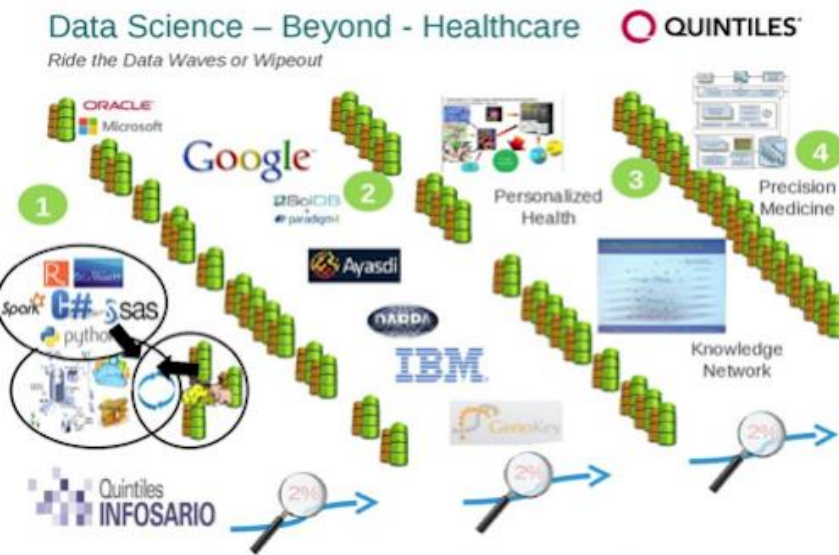 Data Science – Beyond - Healthcare
QUINTILES
Ride the Data Waves or Wipeout
ORACLE
Microsoft
Google
1
2
SciDB
+
paradigm4
Personalized
Health
3
4
Precision
Medicine
Ayasdi
R
Spark
C#
sas
python
DARPA
IBM
Knowledge
Network
GenoKey
Quintiles
INFOSARIO
2%
2%
2%